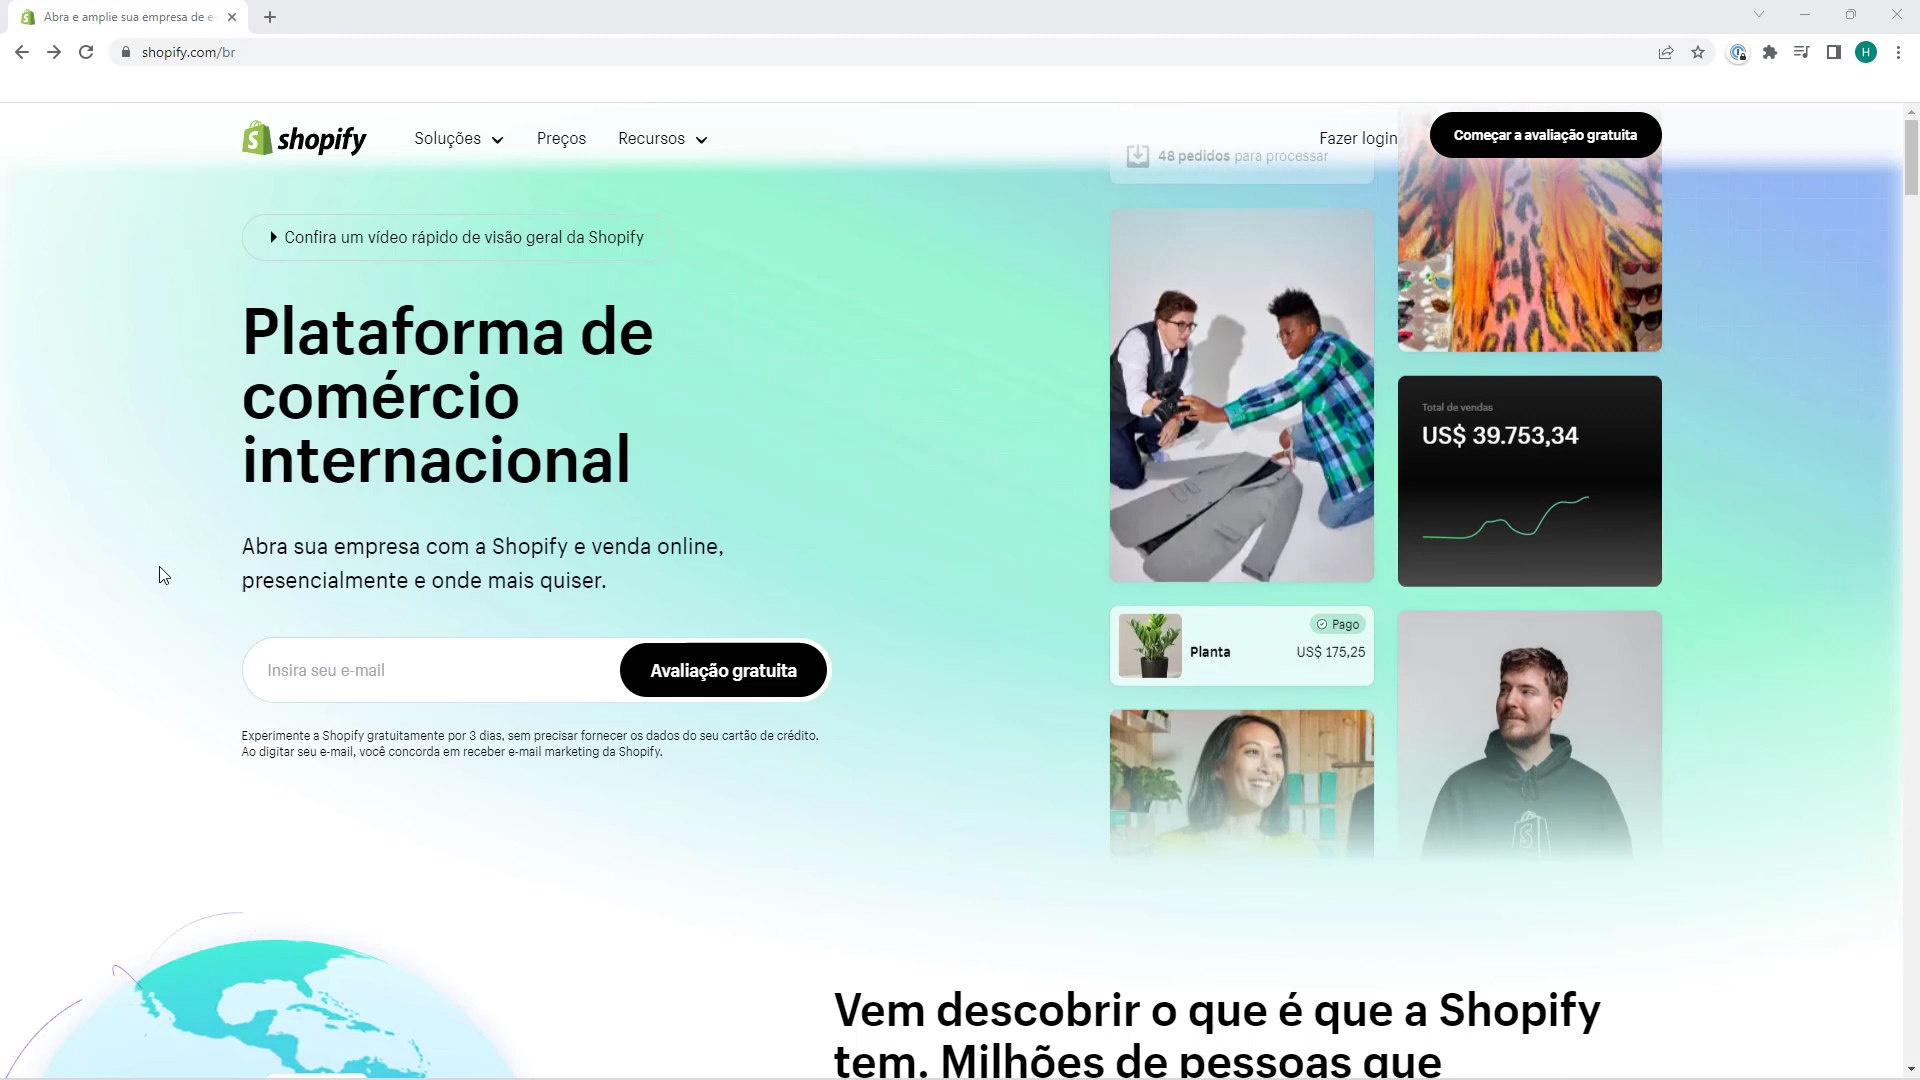 Abra e amplie sua empresa de e
shopify.com/br
H
shopify
Soluções
Preços
Recursos
Fazer login
Começar a avaliação gratuita
48 pedidos para processar
Confira um vídeo rápido de visão geral da Shopify
Plataforma de
comércio
internacional
Abra sua empresa com a Shopify e venda online,
presencialmente e onde mais quiser.
Insira seu e-mail
Avaliação gratuita
Experimente a Shopify gratuitamente por 3 dias, sem precisar fornecer os dados do seu cartão de crédito.
Ao digitar seu e-mail, você concorda em receber e-mail marketing da Shopify.
Total de vendas
US$ 39.753,34
Pago
Planta
US$ 175,25
Vem descobrir o que é que a Shopify
tem. Milhões de pessoas que